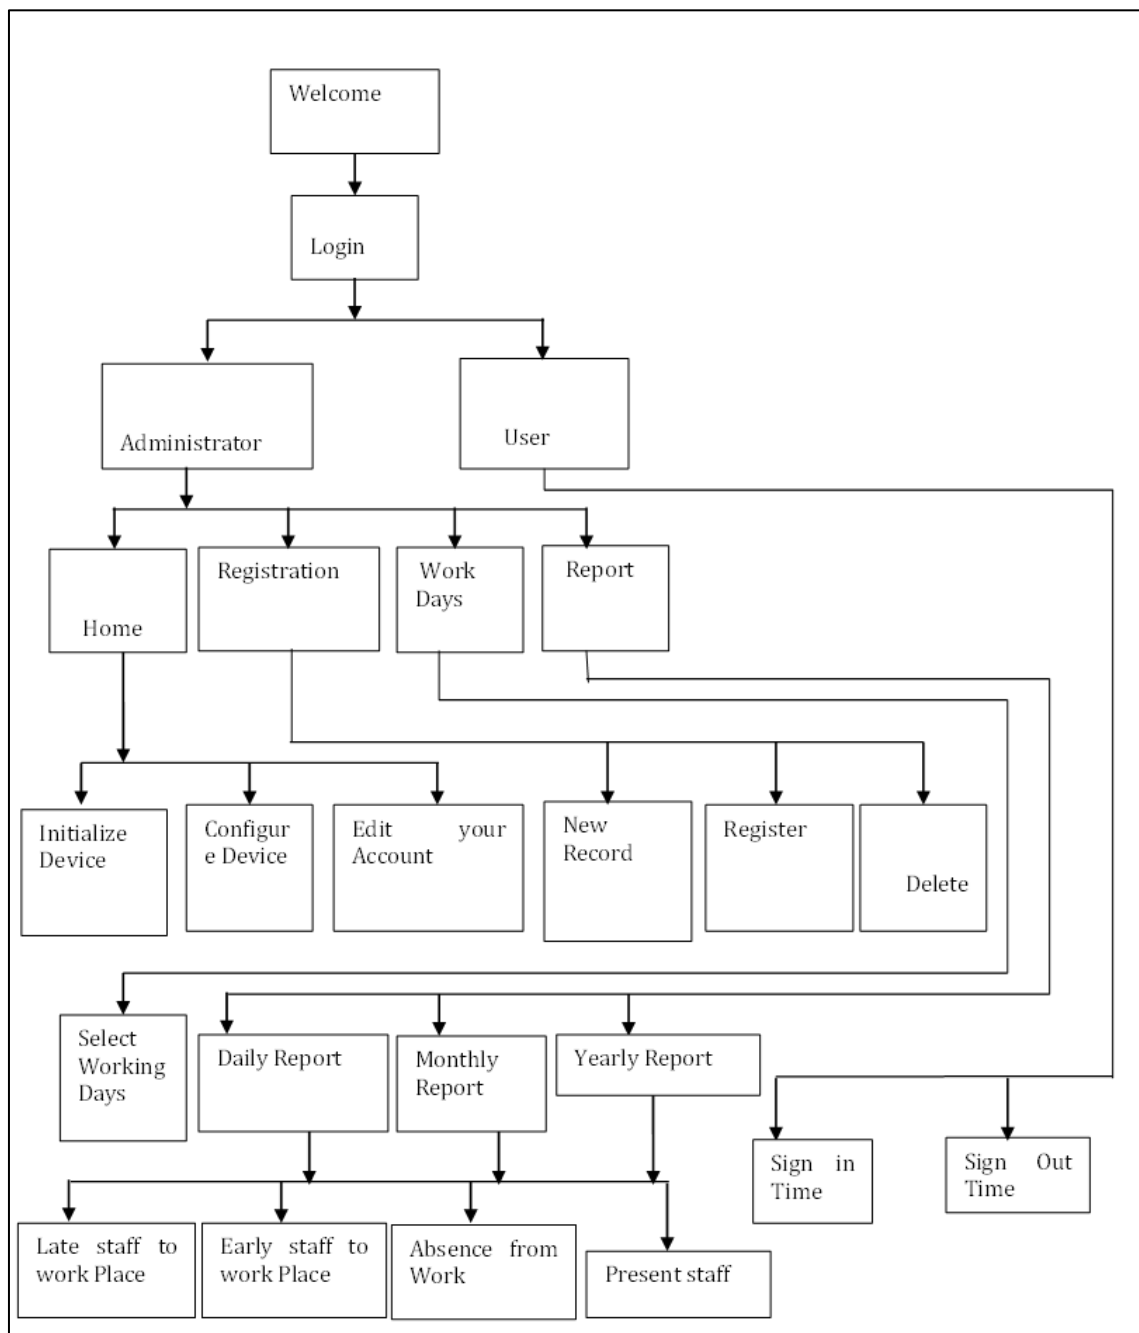 Welcome
Login
Administrator
User
Home
Registration
Work
Days
Report
Initialize
Device
Configur
e Device
Edit your
Account
New
Record
Register
Delete
Select
Working
Days
Daily Report
Monthly
Report
Yearly Report
Sign in
Time
Sign Out
Time
Late staff to
work Place
Early staff to
work Place
Absence from
Work
Present staff